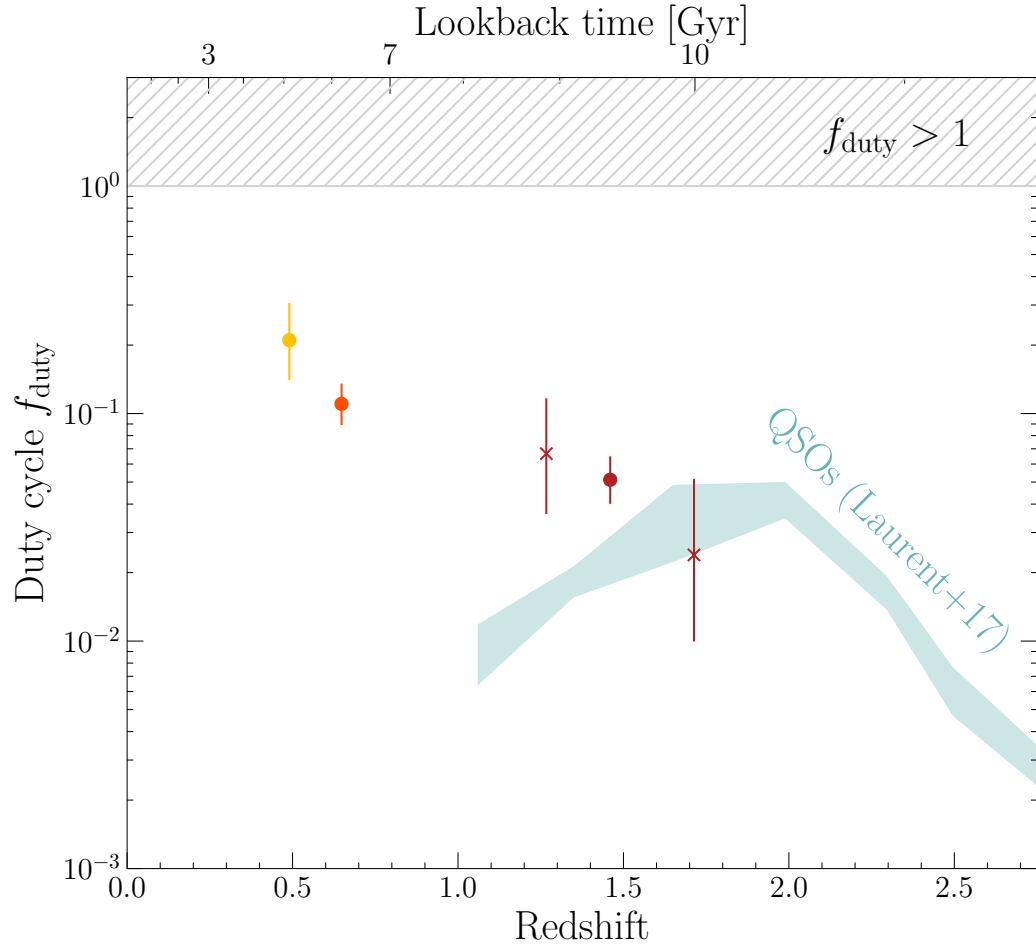 Lookback time [Gyr]
3 7 10
f_duty > 1
10^0
10^−1
10^−2
10^−3
Duty cycle f_duty
QSOs (Laurent+17)
0.0 0.5 1.0 1.5 2.0 2.5
Redshift